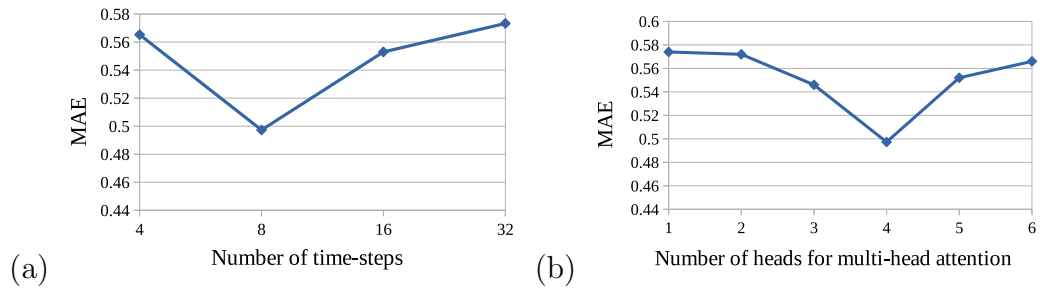 0.58
0.56
0.54
0.52
0.5
0.48
0.46
0.44
MAE
4 8 16 32
Number of time-steps
(a)
0.6
0.58
0.56
0.54
0.52
0.5
0.48
0.46
0.44
MAE
1 2 3 4 5 6
Number of heads for multi-head attention
(b)